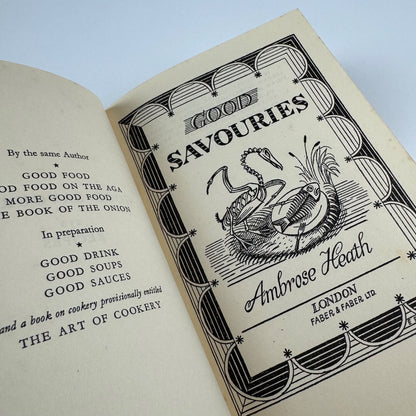 By the same Author
GOOD FOOD
OOD FOOD ON THE AGA
MORE GOOD FOOD
E BOOK OF THE ONION
In preparation
GOOD DRINK
GOOD SOUPS
GOOD SAUCES
and a book on cookery provisionally entitled
THE ART OF COOKERY
GOOD
SAVOURIES
Ambrose Heath
LONDON
FABER & FABER LTD